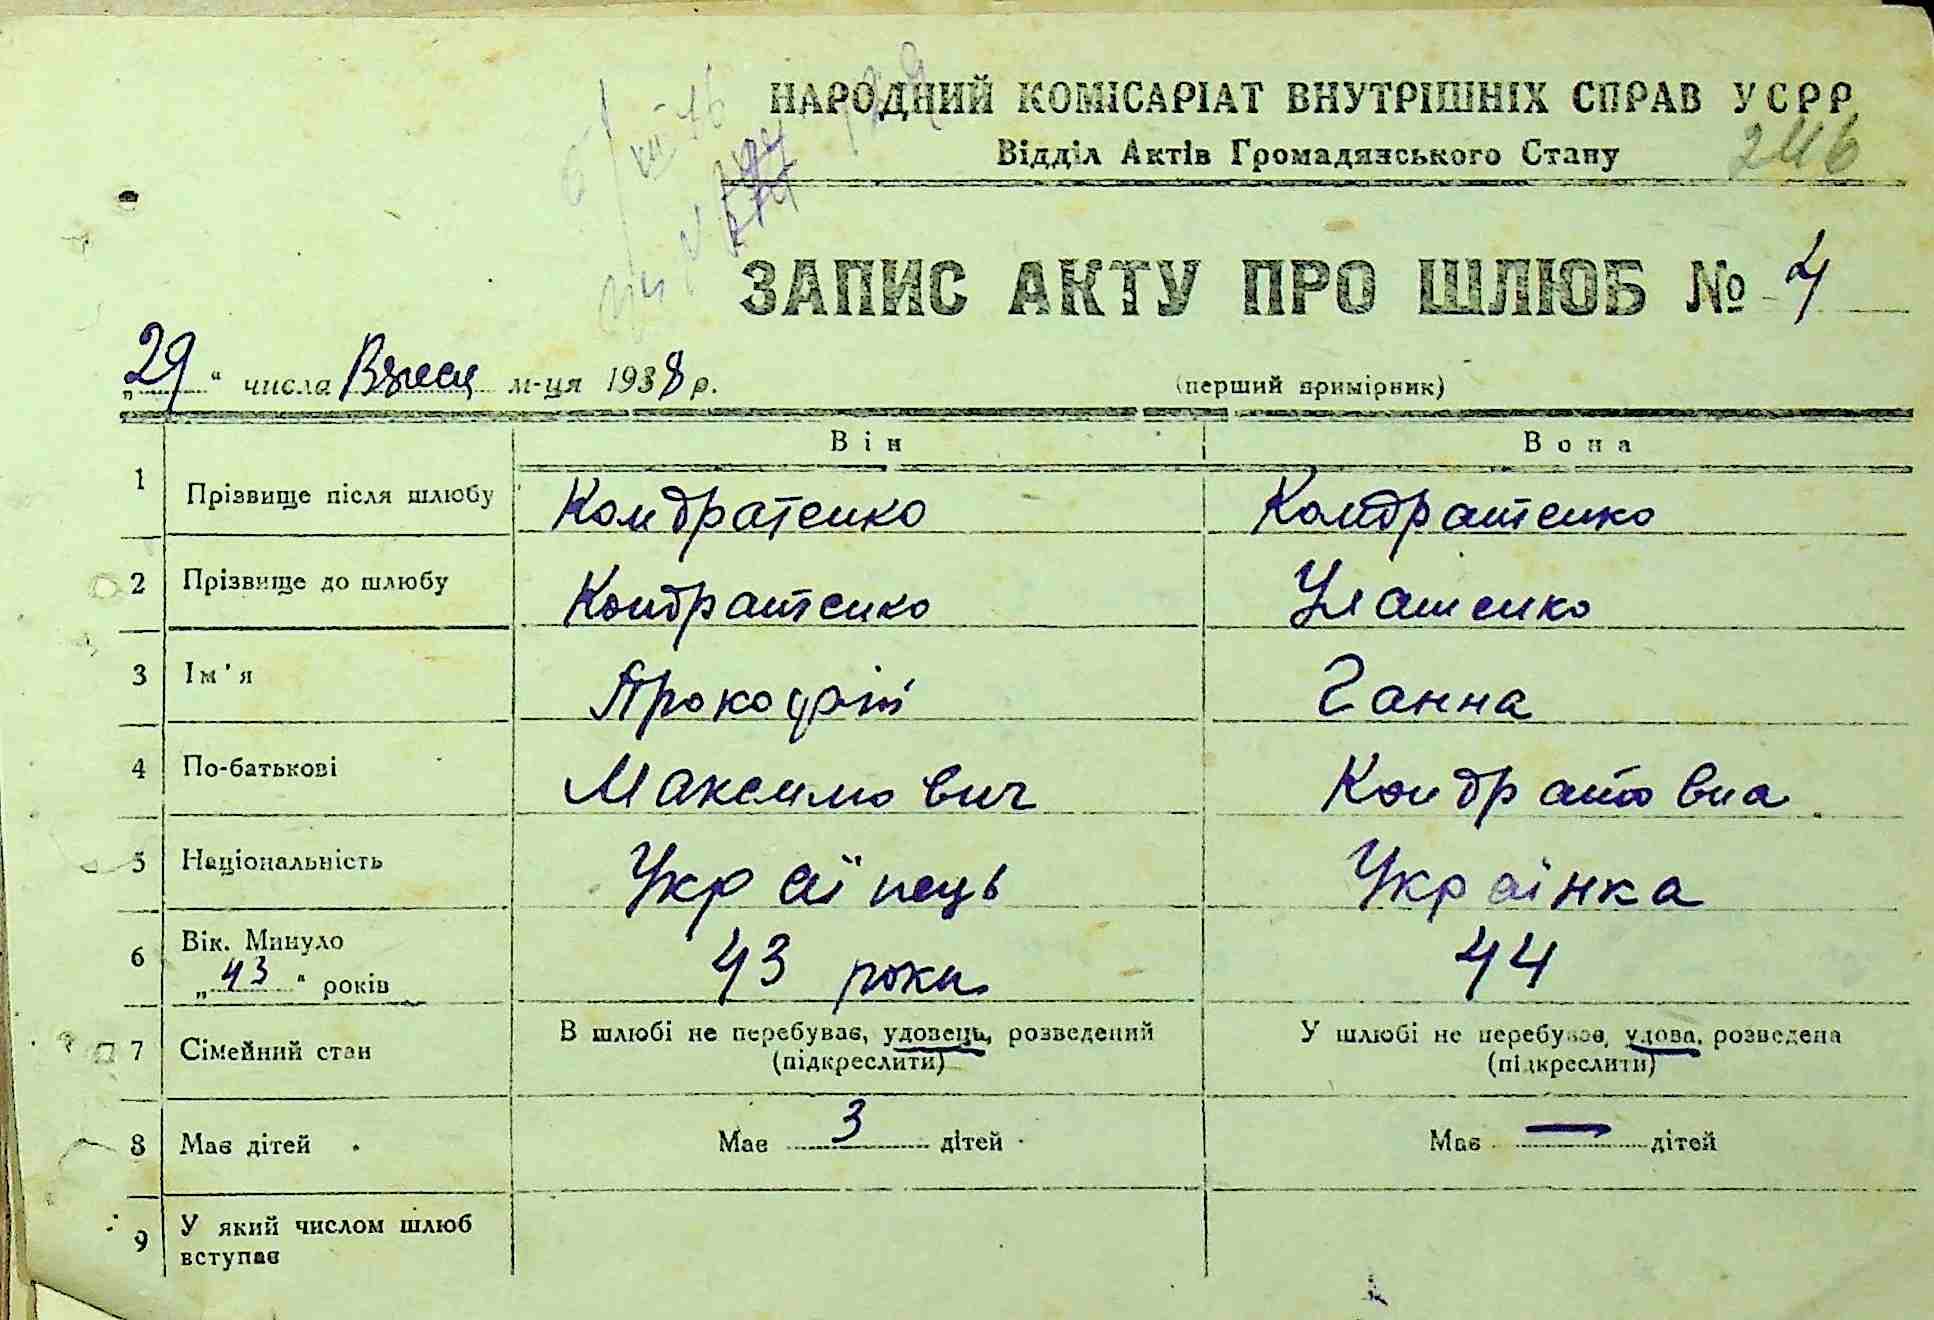 НАРОДНИЙ КОМІСАРІАТ ВНУТРІШНІХ СПРАВ УСРР
Відділ Актів Громадянського Стану
246
ЗАПИС АКТУ ПРО ШЛЮБ № 4
„29“ числа Вересц м-ця 1938 р.
(перший примірник)
Він Вона
1 Прізвище після шлюбу Кондратенко Кондратенко
2 Прізвище до шлюбу Кондратенко Улатенко
3 Ім'я Прокофій Ганна
4 По-батькові Максимович Кондратовна
5 Національність Українець Українка
6 Вік. Минуло „43“ років 43 роки 44
7 Сімейний стан В шлюбі не перебуває, удовець, розведений (підкреслити) У шлюбі не перебуває, удова, розведена (підкреслити)
8 Має дітей Має 3 дітей Має — дітей
9 У який числом шлюб вступає